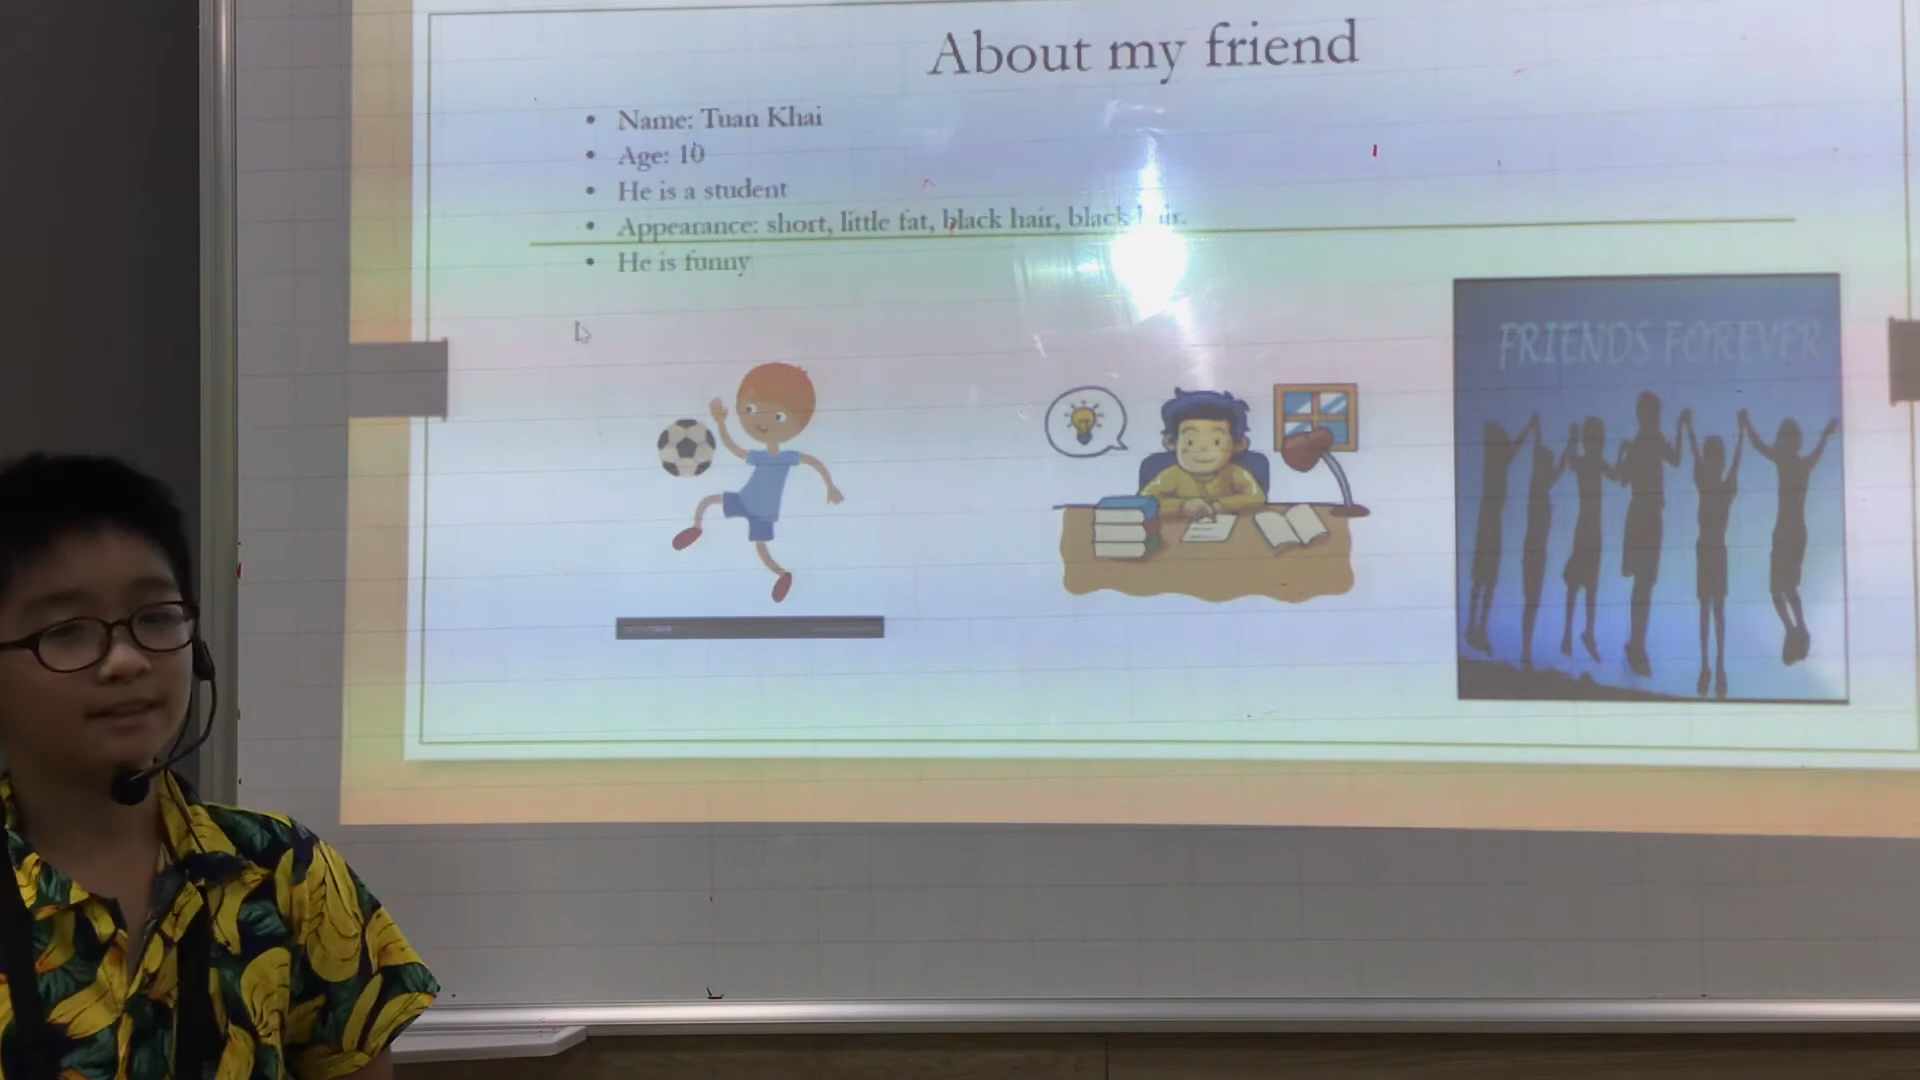 About my friend
• Name: Tuan Khai
• Age: 10
• He is a student
• Appearance: short, little fat, black hair, black
• He is funny
FRIENDS FOREVER